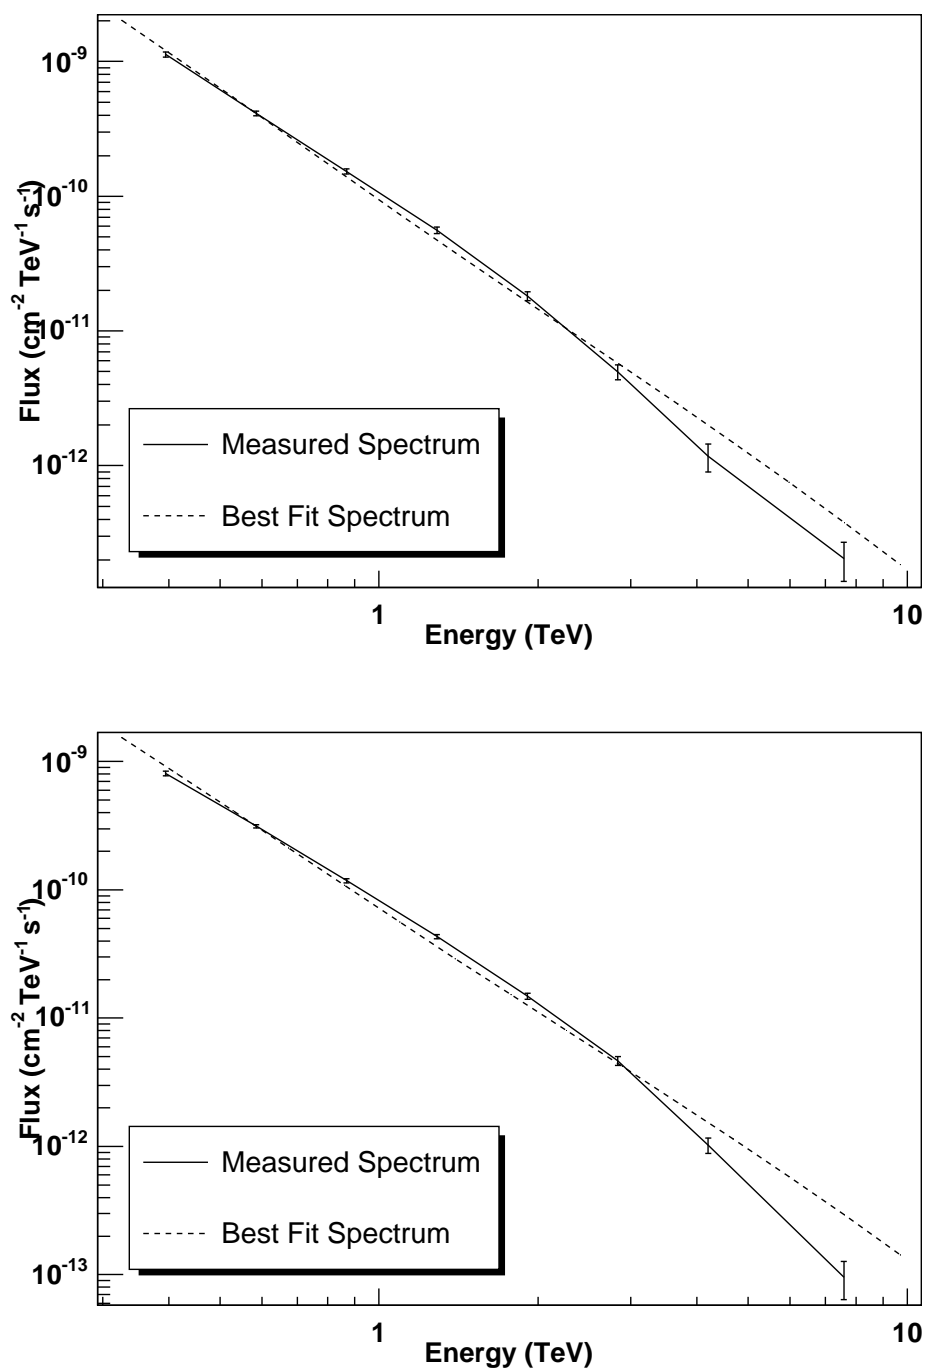 10⁻⁹
10⁻¹⁰
10⁻¹¹
10⁻¹²
Flux (cm⁻² TeV⁻¹ s⁻¹)
Measured Spectrum
Best Fit Spectrum
1
10
Energy (TeV)
10⁻⁹
10⁻¹⁰
10⁻¹¹
10⁻¹²
10⁻¹³
Flux (cm⁻² TeV⁻¹ s⁻¹)
Measured Spectrum
Best Fit Spectrum
1
10
Energy (TeV)